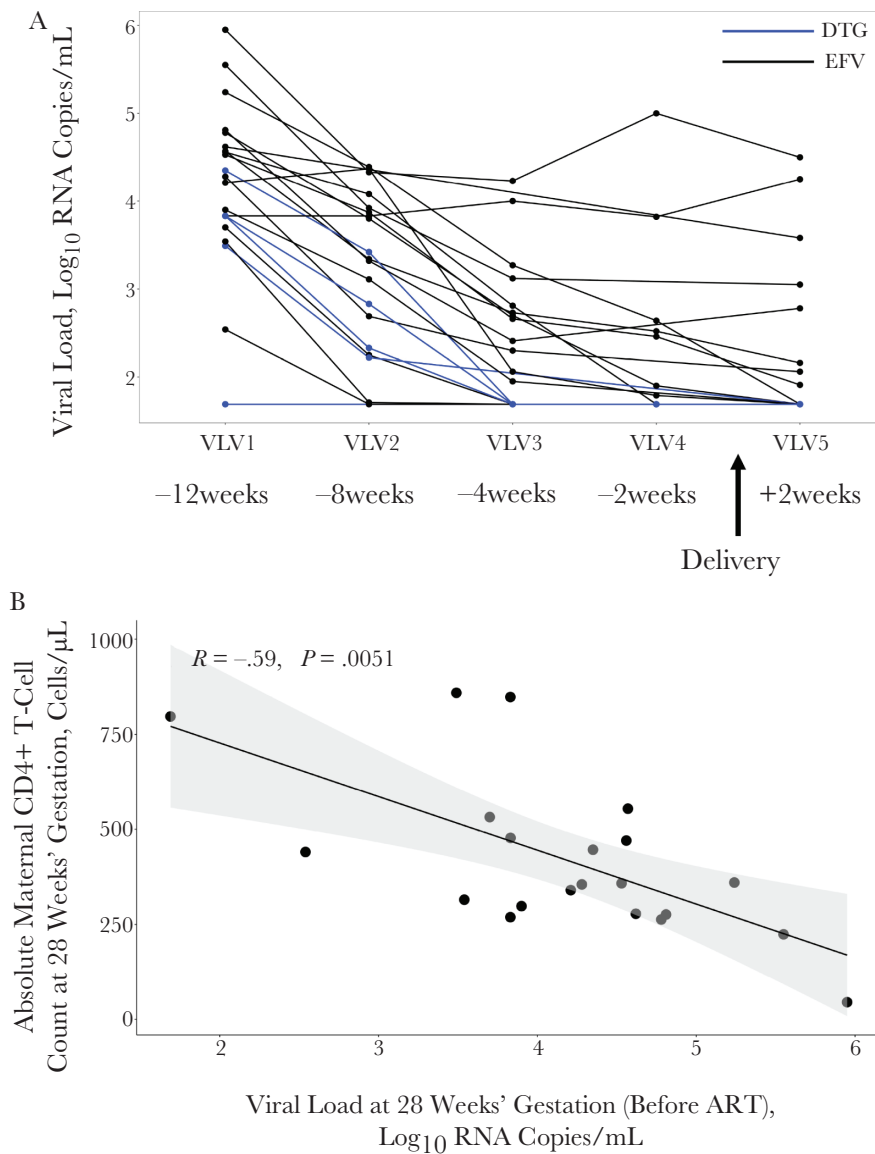 A
Viral Load, Log10 RNA Copies/mL
6
5
4
3
2
DTG
EFV
VLV1 VLV2 VLV3 VLV4 VLV5
–12weeks –8weeks –4weeks –2weeks +2weeks
Delivery
B
Absolute Maternal CD4+ T-Cell
Count at 28 Weeks' Gestation, Cells/μL
1000
750
500
250
0
R = –.59, P = .0051
2 3 4 5 6
Viral Load at 28 Weeks' Gestation (Before ART),
Log10 RNA Copies/mL